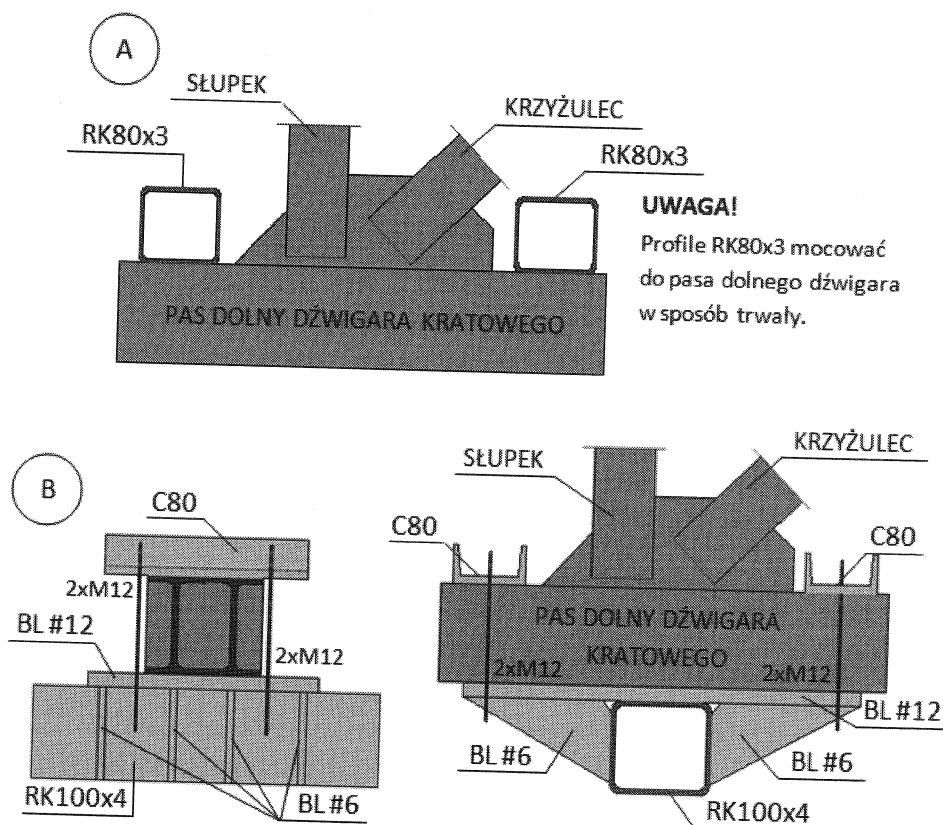 A
SŁUPEK
KRZYŻULEC
RK80x3
RK80x3
UWAGA!
Profile RK80x3 mocować
do pasa dolnego dźwigara
w sposób trwały.
PAS DOLNY DŹWIGARA KRATOWEGO
B
C80
2xM12
BL #12
2xM12
RK100x4
BL #6
SŁUPEK
KRZYŻULEC
C80
C80
PAS DOLNY DŹWIGARA
KRATOWEGO
2xM12
2xM12
BL #12
BL #6
BL #6
RK100x4